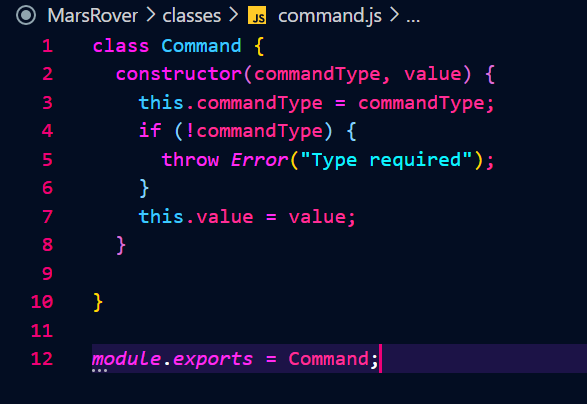 MarsRover > classes > JS command.js > ...
1 class Command {
2 constructor(commandType, value) {
3 this.commandType = commandType;
4 if (!commandType) {
5 throw Error("Type required");
6 }
7 this.value = value;
8 }
9
10 }
11
12 module.exports = Command;